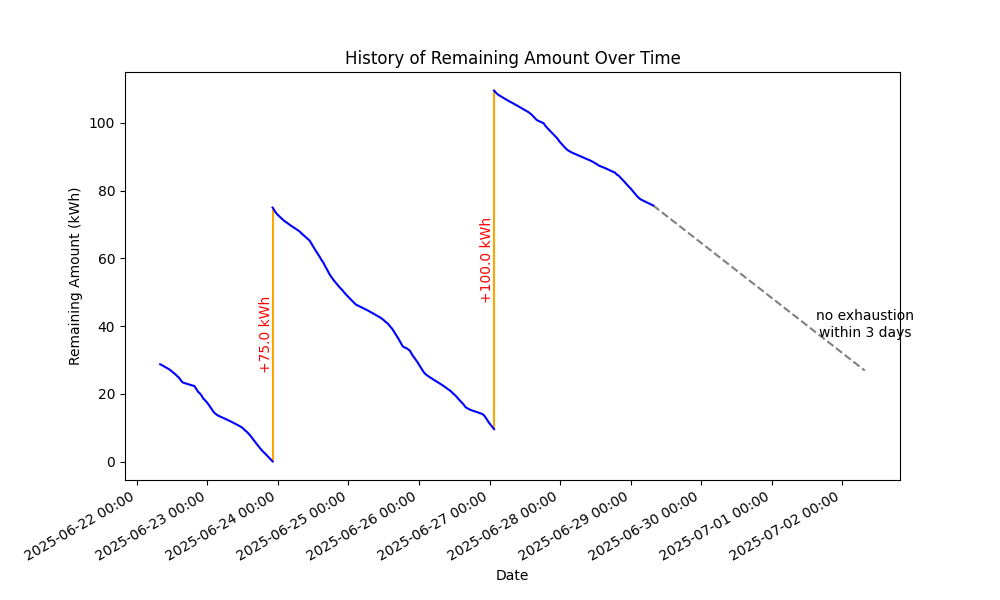 History of Remaining Amount Over Time
Remaining Amount (kWh)
100
80
60
40
20
0
+75.0 kWh
+100.0 kWh
no exhaustion
within 3 days
2025-06-22 00:00
2025-06-23 00:00
2025-06-24 00:00
2025-06-25 00:00
2025-06-26 00:00
2025-06-27 00:00
2025-06-28 00:00
2025-06-29 00:00
2025-06-30 00:00
2025-07-01 00:00
2025-07-02 00:00
Date